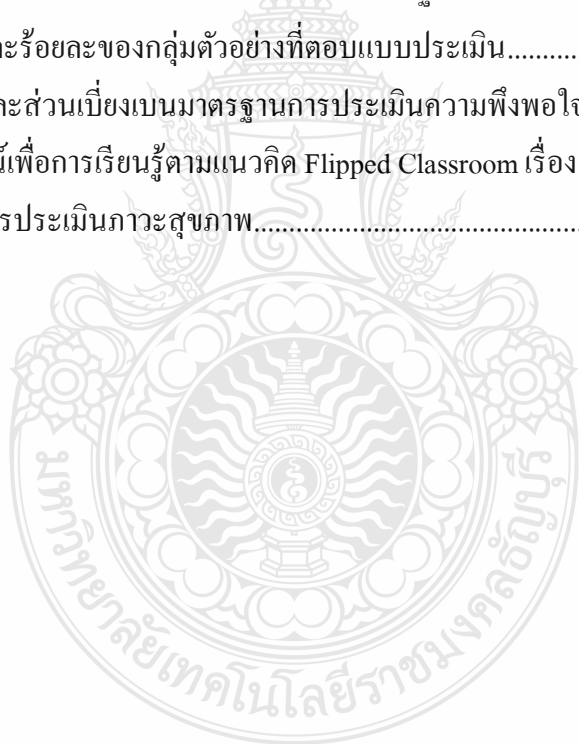 ะร้อยละของกลุ่มตัวอย่างที่ตอบแบบประเมิน..........
ะส่วนเบี่ยงเบนมาตรฐานการประเมินความพึงพอใจ
์เพื่อการเรียนรู้ตามแนวคิด Flipped Classroom เรื่อง
รประเมินภาวะสุขภาพ..................................................
มหาวิทยาลัยเทคโนโลยีราชมงคลธัญบุรี